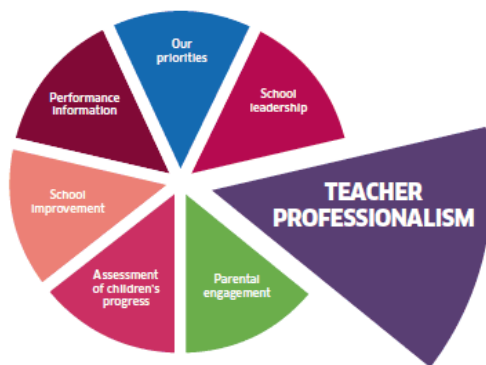 Our
priorities
School
leadership
TEACHER
PROFESSIONALISM
Parental
engagement
Assessment
of children's
progress
School
improvement
Performance
information